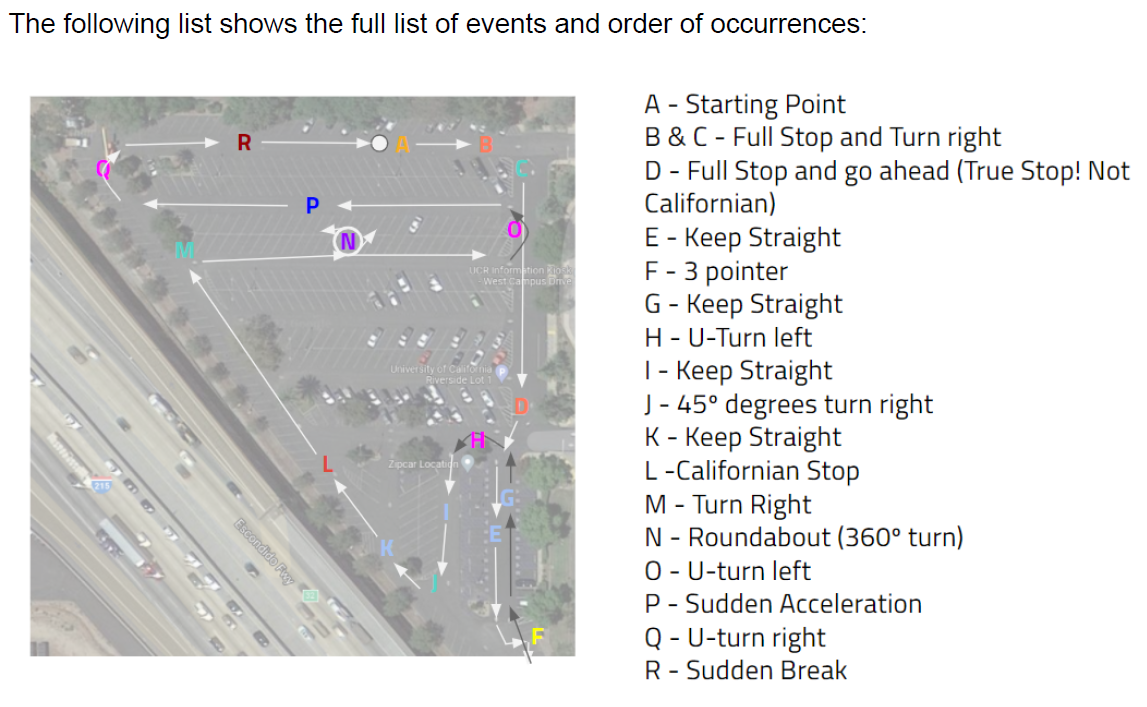 The following list shows the full list of events and order of occurrences:
A - Starting Point
B & C - Full Stop and Turn right
D - Full Stop and go ahead (True Stop! Not
Californian)
E - Keep Straight
F - 3 pointer
G - Keep Straight
H - U-Turn left
I - Keep Straight
J - 45º degrees turn right
K - Keep Straight
L -Californian Stop
M - Turn Right
N - Roundabout (360º turn)
O - U-turn left
P - Sudden Acceleration
Q - U-turn right
R - Sudden Break
R
A
B
Q
C
P
O
N
M
UCR Information Kiosk
West Campus Drive
University of California
Riverside Lot 1
P
D
H
L
Zipcar Location
215
G
I
E
Escondido Fwy
K
J
F